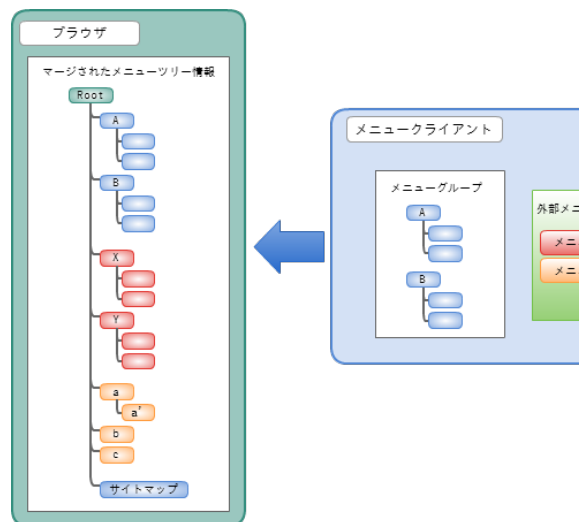 ブラウザ
マージされたメニューツリー情報
Root
A
B
X
Y
a
a'
b
c
サイトマップ
メニュークライアント
メニューグループ
A
B
外部メニ
メニ
メニ